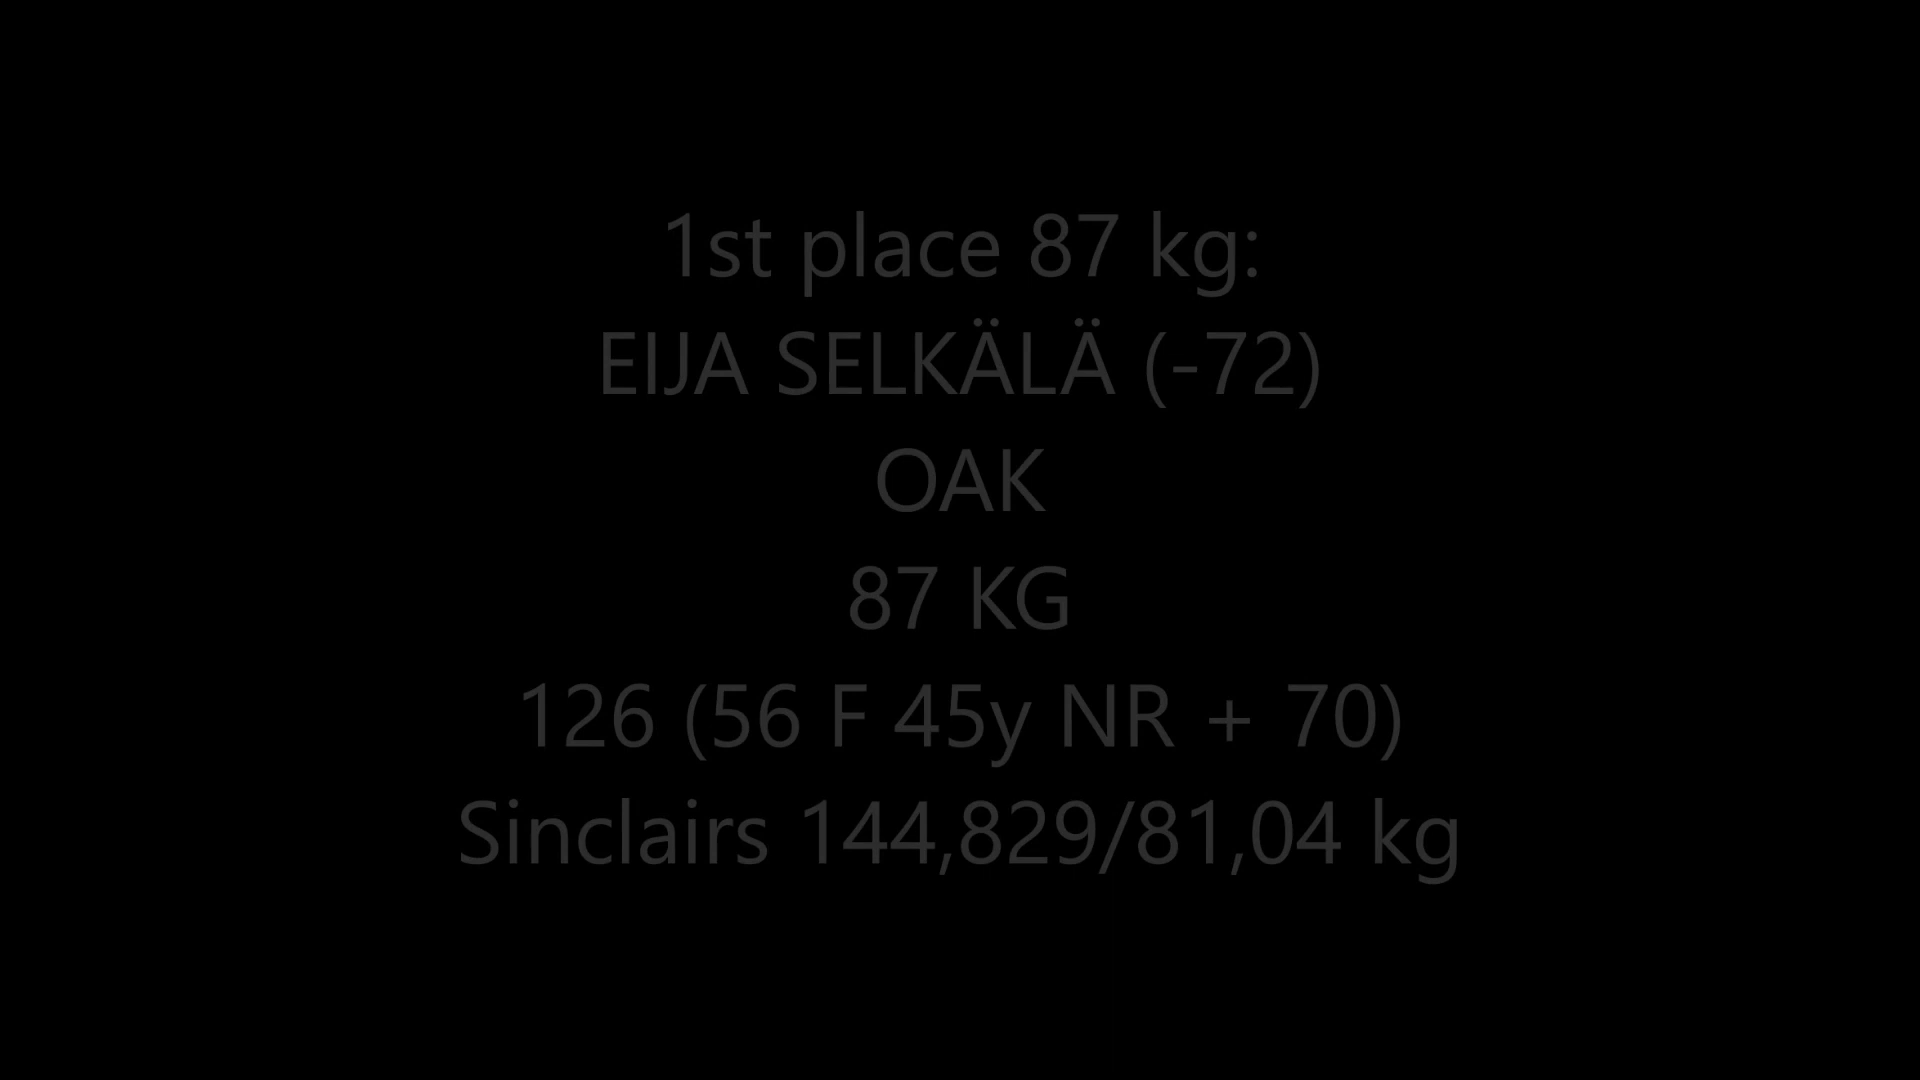 1st place 87 kg:
EIJA SELKÄLÄ (-72)
OAK
87 KG
126 (56 F 45y NR + 70)
Sinclairs 144,829/81,04 kg